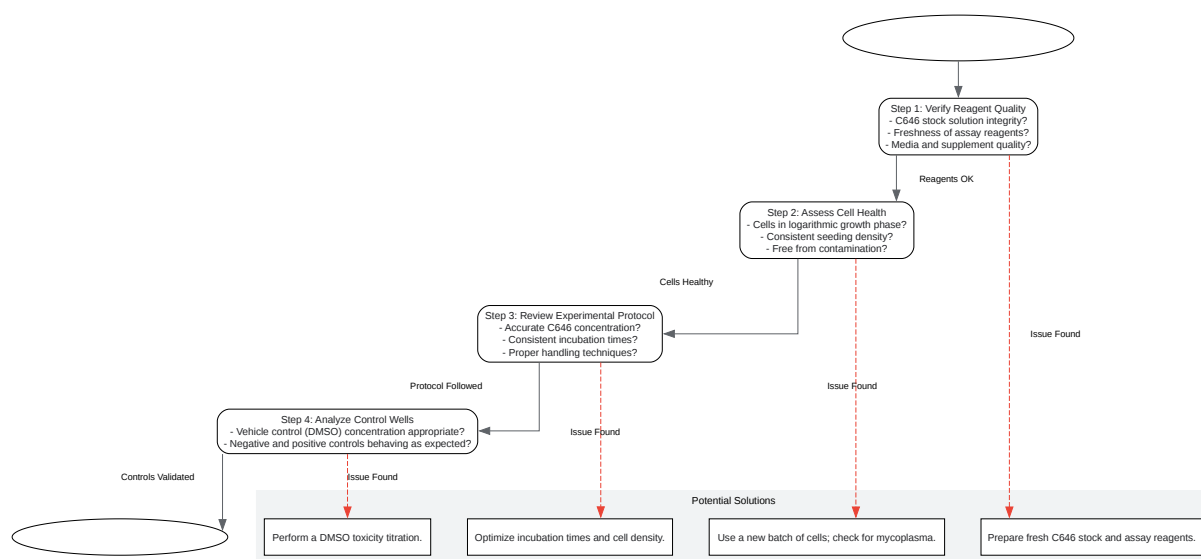 Step 1: Verify Reagent Quality
- C646 stock solution integrity?
- Freshness of assay reagents?
- Media and supplement quality?
Reagents OK
Step 2: Assess Cell Health
- Cells in logarithmic growth phase?
- Consistent seeding density?
- Free from contamination?
Cells Healthy
Step 3: Review Experimental Protocol
- Accurate C646 concentration?
- Consistent incubation times?
- Proper handling techniques?
Issue Found
Protocol Followed
Issue Found
Step 4: Analyze Control Wells
- Vehicle control (DMSO) concentration appropriate?
- Negative and positive controls behaving as expected?
Issue Found
Controls Validated
Issue Found
Potential Solutions
Perform a DMSO toxicity titration.
Optimize incubation times and cell density.
Use a new batch of cells; check for mycoplasma.
Prepare fresh C646 stock and assay reagents.